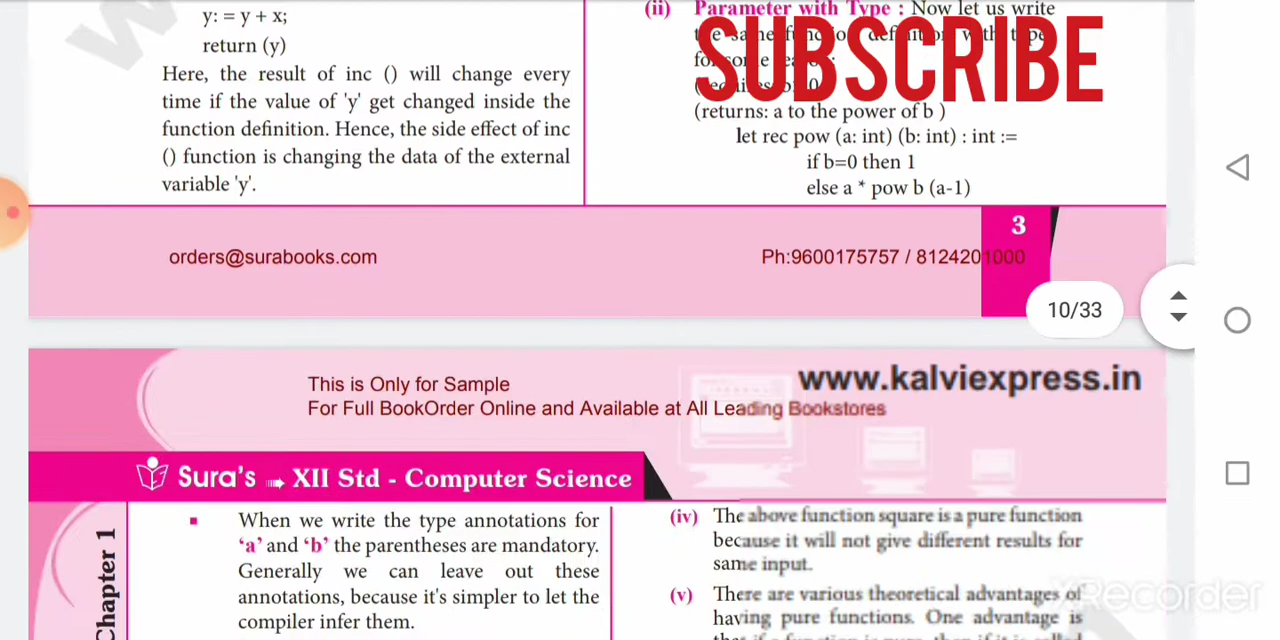 y: = y + x;
return (y)
Here, the result of inc () will change every
time if the value of 'y' get changed inside the
function definition. Hence, the side effect of inc
() function is changing the data of the external
variable 'y'.
(ii) Parameter with Type : Now let us write
SUBSCRIBE
(returns: a to the power of b )
let rec pow (a: int) (b: int) : int :=
if b=0 then 1
else a * pow b (a-1)
3
orders@surabooks.com
Ph:9600175757 / 8124201000
10/33
This is Only for Sample
For Full BookOrder Online and Available at All Leading Bookstores
www.kalviexpress.in
Sura's XII Std - Computer Science
Chapter 1
When we write the type annotations for
'a' and 'b' the parentheses are mandatory.
Generally we can leave out these
annotations, because it's simpler to let the
compiler infer them.
(iv) The above function square is a pure function
because it will not give different results for
same input.
(v) There are various theoretical advantages of
having pure functions. One advantage is
XRecorder